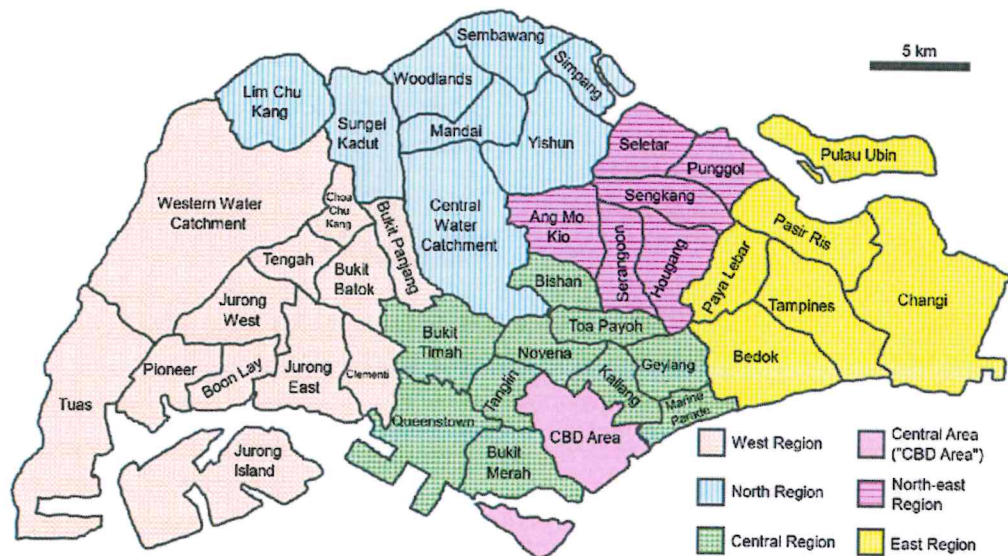 Sembawang
5 km
Simpang
Woodlands
Lim Chu
Kang
Sungei
Kadut
Mandai
Yishun
Seletar
Punggol
Pulau Ubin
Western Water
Catchment
Choa
Chu
Kang
Bukit Panjang
Central
Water
Catchment
Sengkang
Ang Mo
Kio
Serangoon
Hougang
Pasir Ris
Paya Lebar
Tengah
Bukit
Batok
Bishan
Changi
Tampines
Jurong
West
Bukit
Timah
Toa Payoh
Novena
Geylang
Bedok
Pioneer
Boon Lay
Jurong
East
Clementi
Tanglin
Kallang
Marine
Parade
Tuas
Queenstown
CBD Area
Bukit
Merah
Jurong
Island
West Region
Central Area
("CBD Area")
North Region
North-east
Region
Central Region
East Region